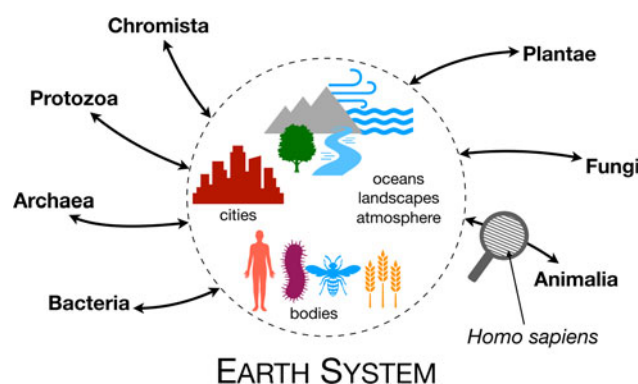 Chromista
Plantae
Protozoa
Fungi
oceans
landscapes
atmosphere
cities
Archaea
Animalia
Bacteria
bodies
Homo sapiens
EARTH SYSTEM